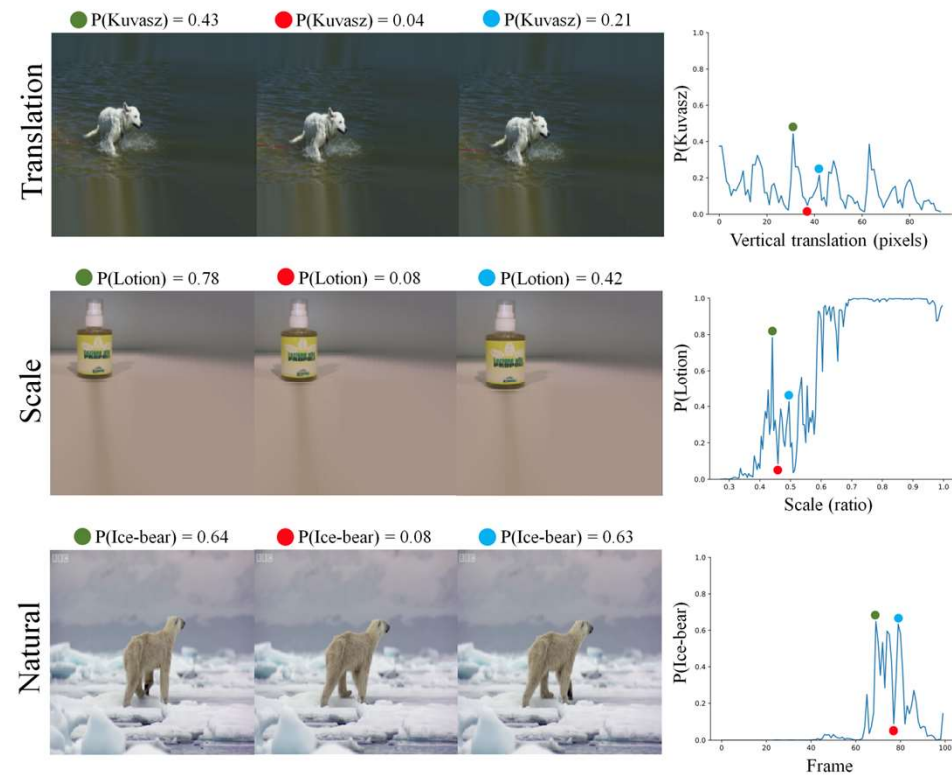 P(Kuvasz) = 0.43
P(Kuvasz) = 0.04
P(Kuvasz) = 0.21
Translation
P(Kuvasz)
1.0
0.8
0.6
0.4
0.2
0.0
0
20
40
60
80
Vertical translation (pixels)
P(Lotion) = 0.78
P(Lotion) = 0.08
P(Lotion) = 0.42
Scale
P(Lotion)
1.0
0.8
0.6
0.4
0.2
0.0
0.3
0.4
0.5
0.6
0.7
0.8
0.9
1.0
Scale (ratio)
P(Ice-bear) = 0.64
P(Ice-bear) = 0.08
P(Ice-bear) = 0.63
Natural
P(Ice-bear)
1.0
0.8
0.6
0.4
0.2
0.0
0
20
40
60
80
100
Frame